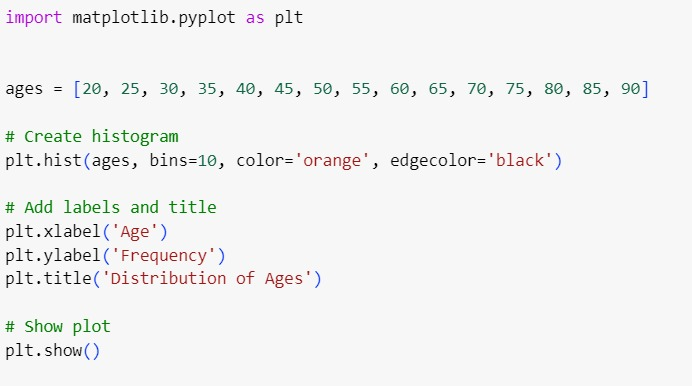 import matplotlib.pyplot as plt
ages = [20, 25, 30, 35, 40, 45, 50, 55, 60, 65, 70, 75, 80, 85, 90]
# Create histogram
plt.hist(ages, bins=10, color='orange', edgecolor='black')
# Add labels and title
plt.xlabel('Age')
plt.ylabel('Frequency')
plt.title('Distribution of Ages')
# Show plot
plt.show()